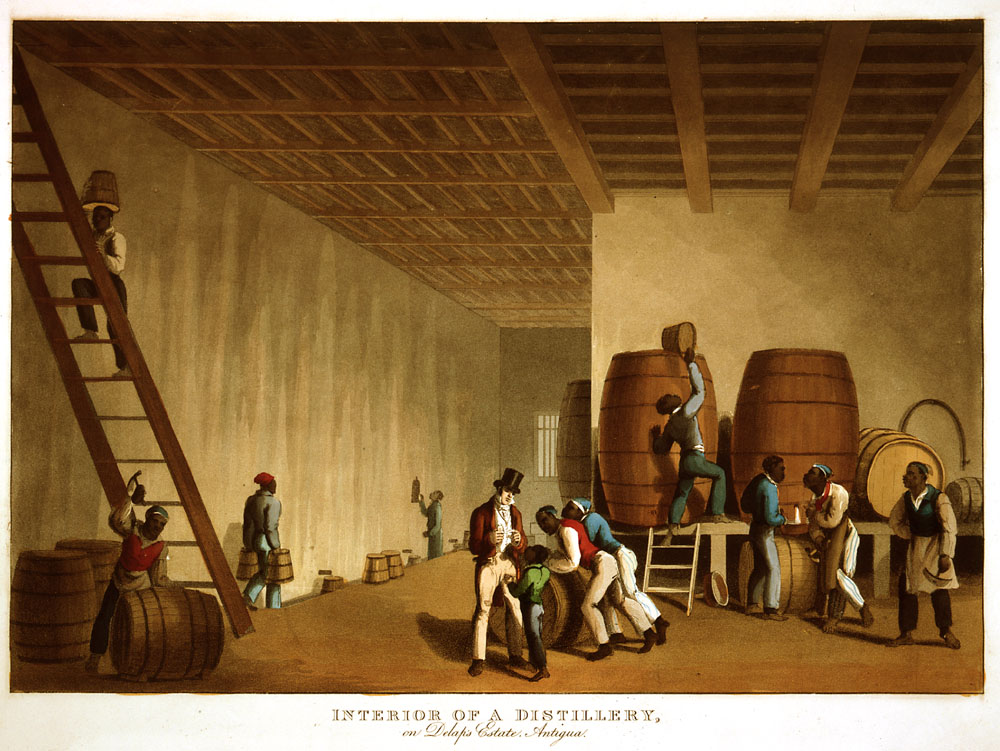 INTERIOR OF A DISTILLERY,
on Delap's Estate, Antigua.